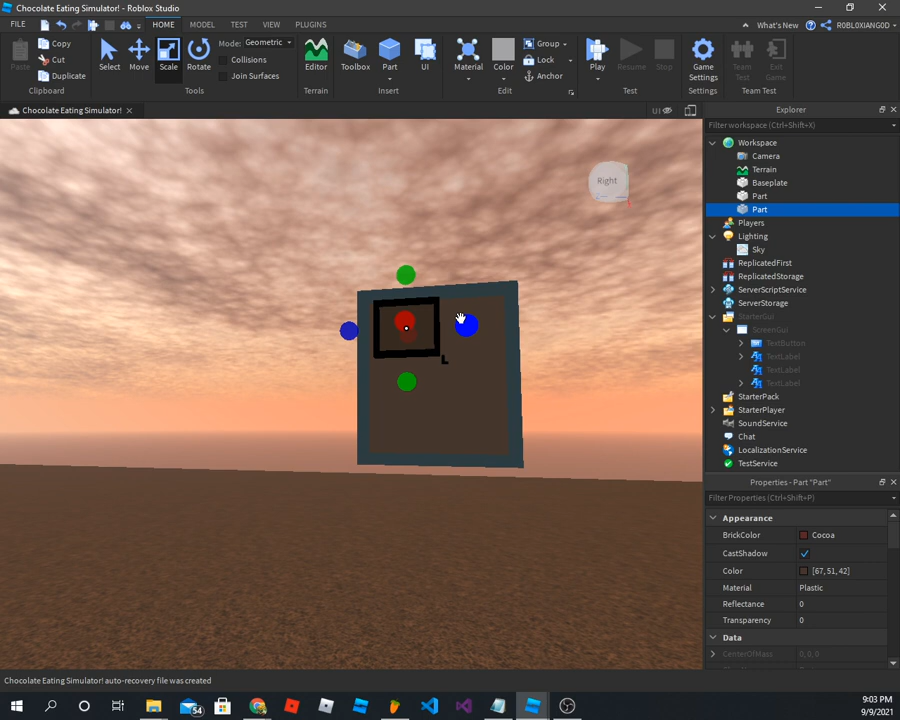 Chocolate Eating Simulator! - Roblox Studio
FILE HOME MODEL TEST VIEW PLUGINS What's New R0BL0XIANGOD
Paste Copy Cut Duplicate
Clipboard
Select Move Scale Rotate
Mode: Geometric
Collisions
Join Surfaces
Tools
Editor
Terrain
Toolbox Part UI
Insert
Material Color Group Lock Anchor
Edit
Play Resume Stop
Test
Game Settings
Settings
Team Test Exit Game
Team Test
Chocolate Eating Simulator! UI
Right
L
Explorer
Filter workspace (Ctrl+Shift+X)
Workspace
Camera
Terrain
Baseplate
Part
Part
Players
Lighting
Sky
ReplicatedFirst
ReplicatedStorage
ServerScriptService
ServerStorage
StarterGui
ScreenGui
TextButton
TextLabel
TextLabel
TextLabel
StarterPack
StarterPlayer
SoundService
Chat
LocalizationService
TestService
Properties - Part "Part"
Filter Properties (Ctrl+Shift+P)
Appearance
BrickColor Cocoa
CastShadow
Color [67, 51, 42]
Material Plastic
Reflectance 0
Transparency 0
Data
CenterOfMass 0, 0, 0
Chocolate Eating Simulator! auto-recovery file was created
54
9:03 PM
9/9/2021